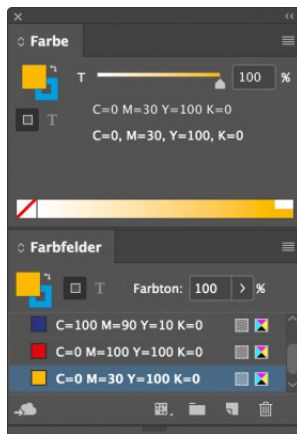 Farbe
T 100 %
C=0 M=30 Y=100 K=0
C=0, M=30, Y=100, K=0
Farbfelder
T Farbton: 100 > %
C=100 M=90 Y=10 K=0
C=0 M=100 Y=100 K=0
C=0 M=30 Y=100 K=0